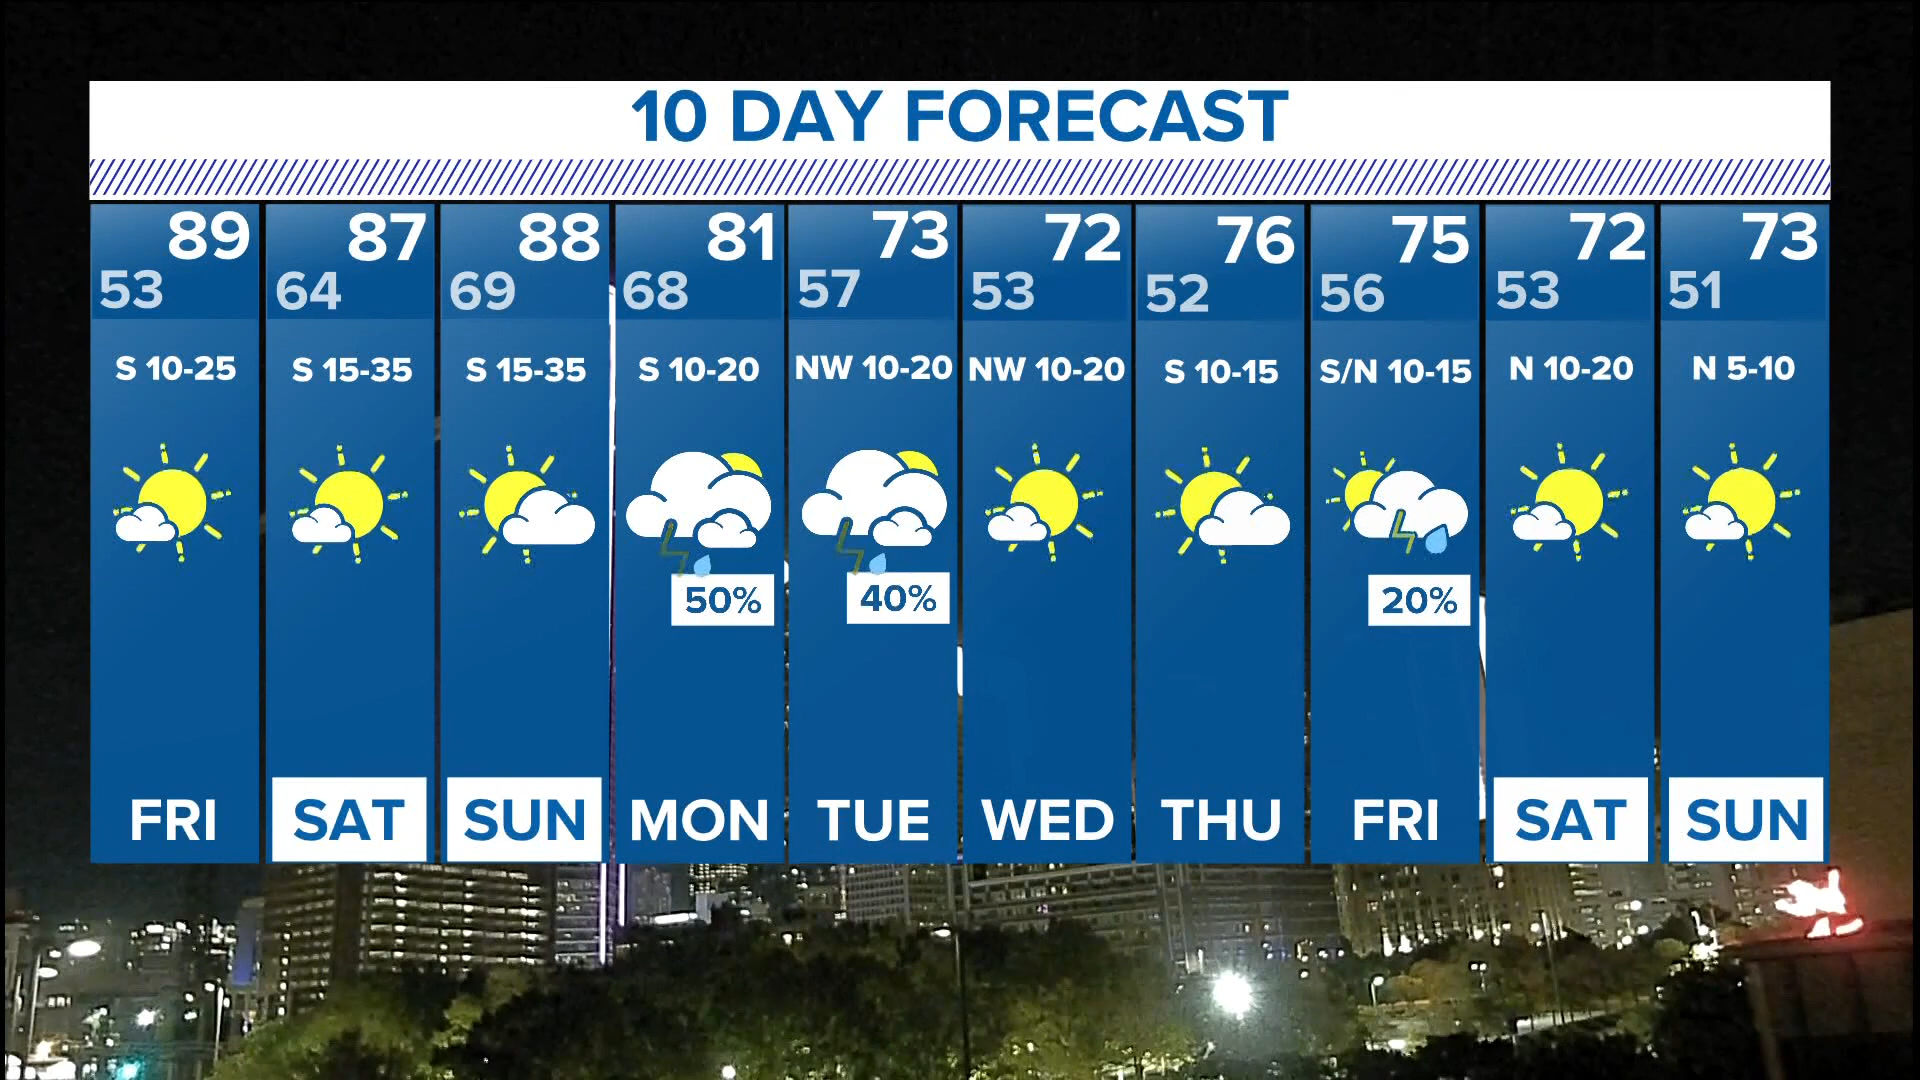 10 DAY FORECAST
89 87 88 81 73 72 76 75 72 73
53 64 69 68 57 53 52 56 53 51
S 10-25 S 15-35 S 15-35 S 10-20 NW 10-20 NW 10-20 S 10-15 S/N 10-15 N 10-20 N 5-10
50% 40% 20%
FRI SAT SUN MON TUE WED THU FRI SAT SUN